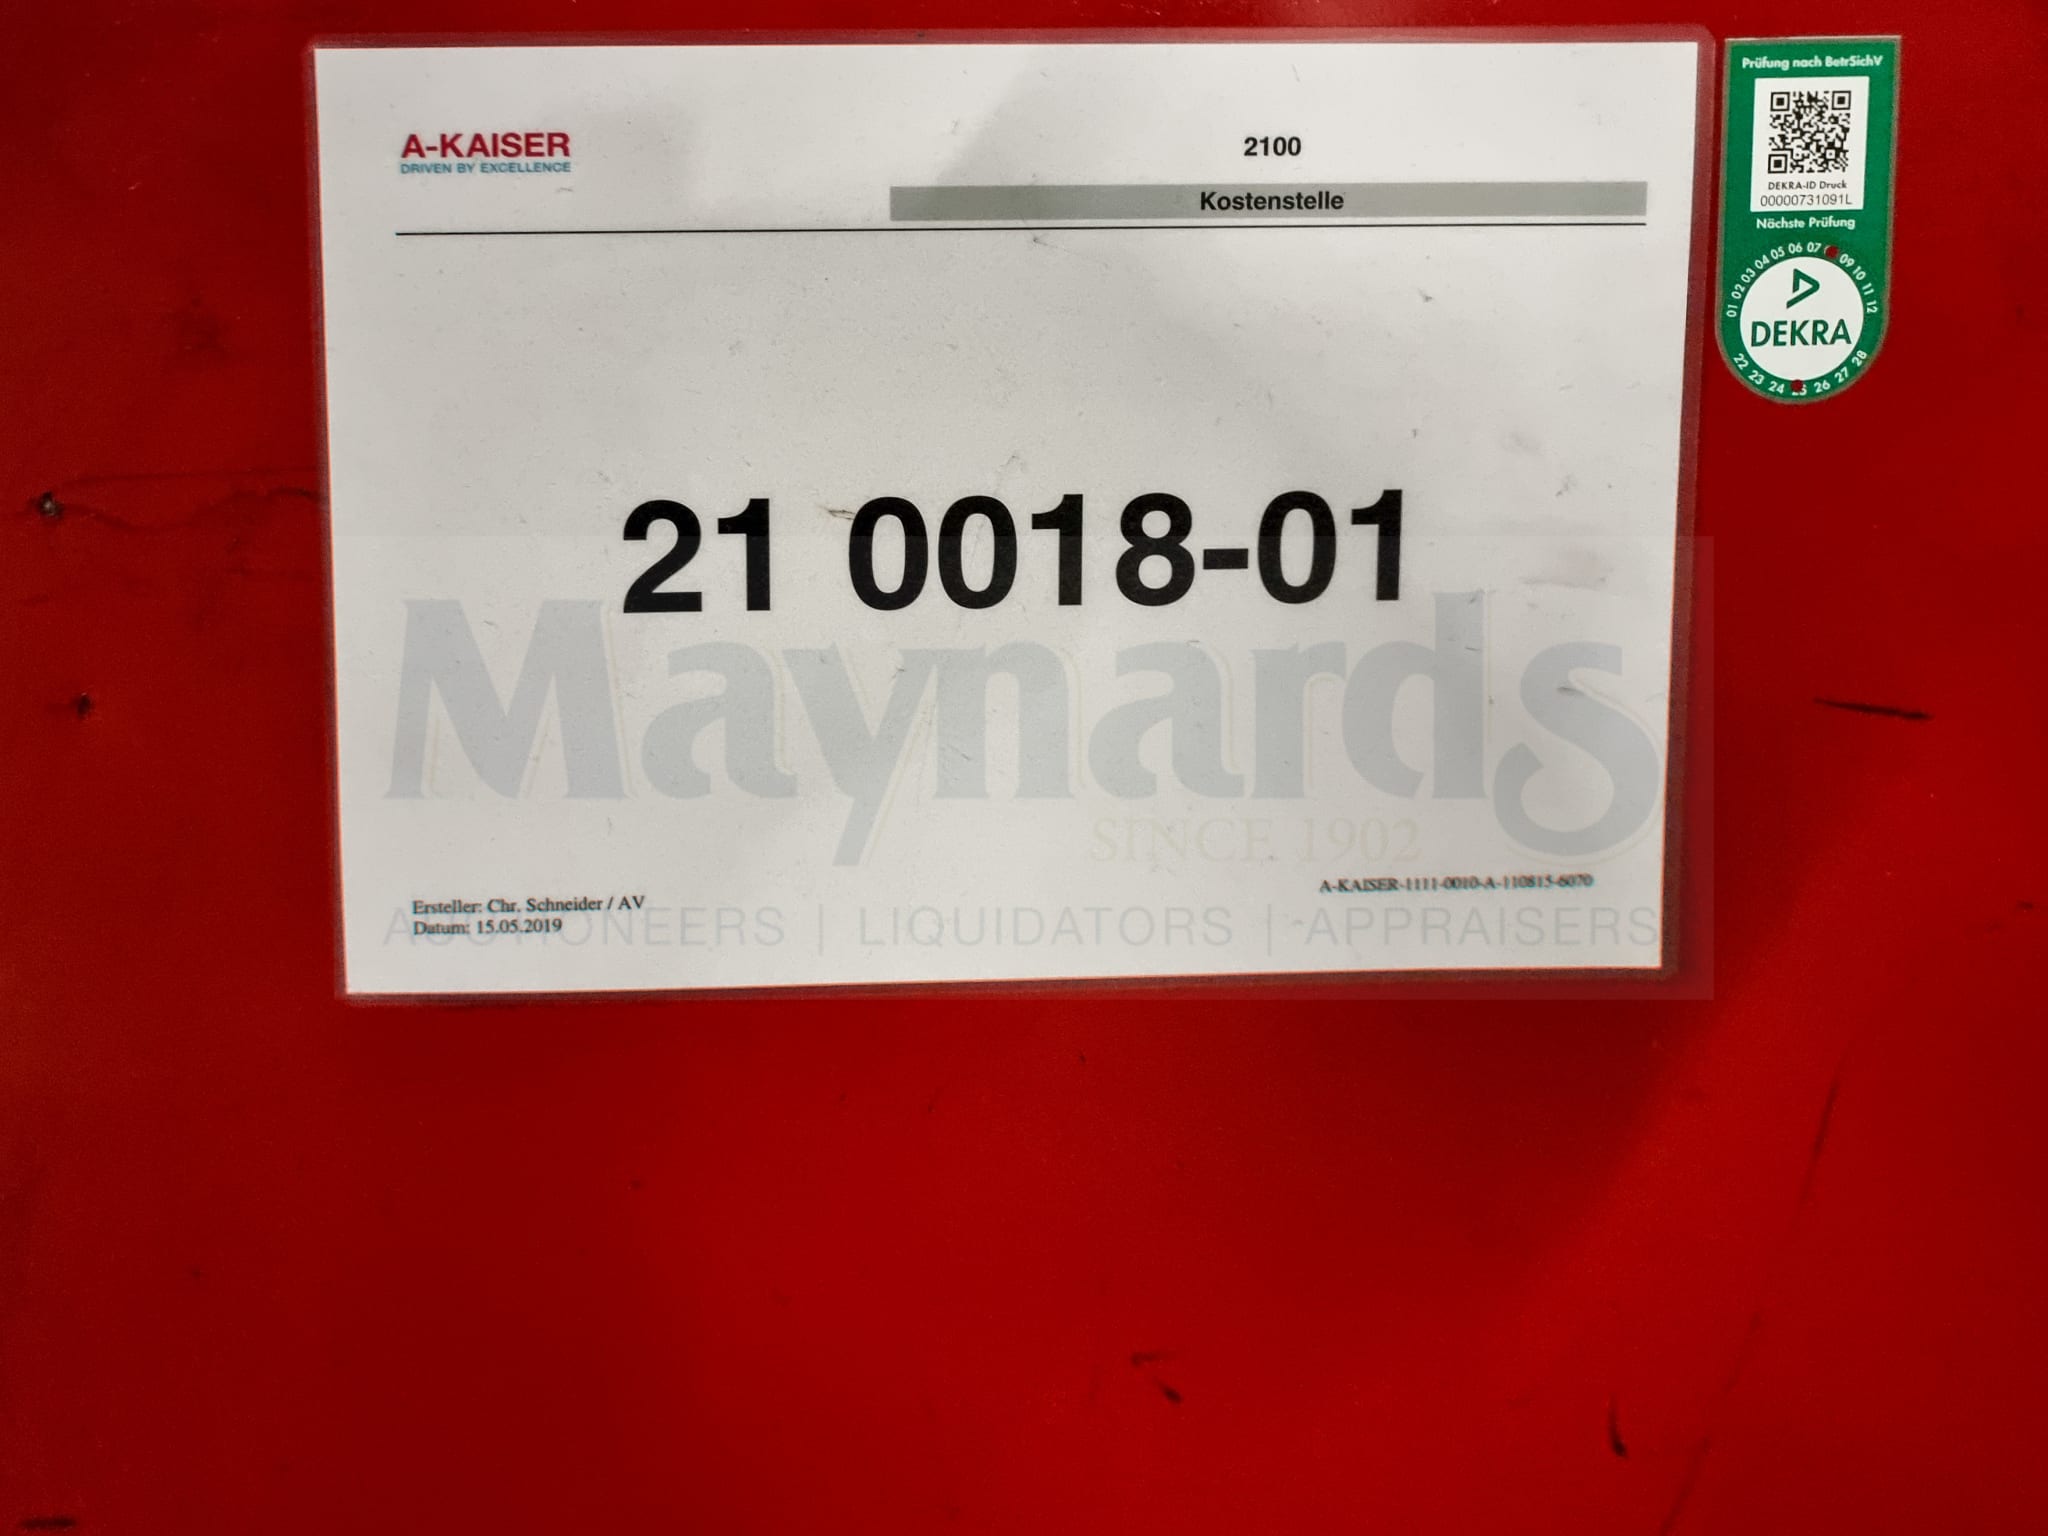 A-KAISER
DRIVEN BY EXCELLENCE
2100
Kostenstelle
21 0018-01
Ersteller: Chr. Schneider / AV
Datum: 15.05.2019
A-KAISER-1111-0010-A-110815-6070
Prüfung nach BetrSichV
DEKRA-ID Druck
00000731091L
Nächste Prüfung
01 02 03 04 05 06 07 09 10 11 12
DEKRA
22 23 24 25 26 27 28
Maynards
SINCE 1902
AUCTIONEERS | LIQUIDATORS | APPRAISERS